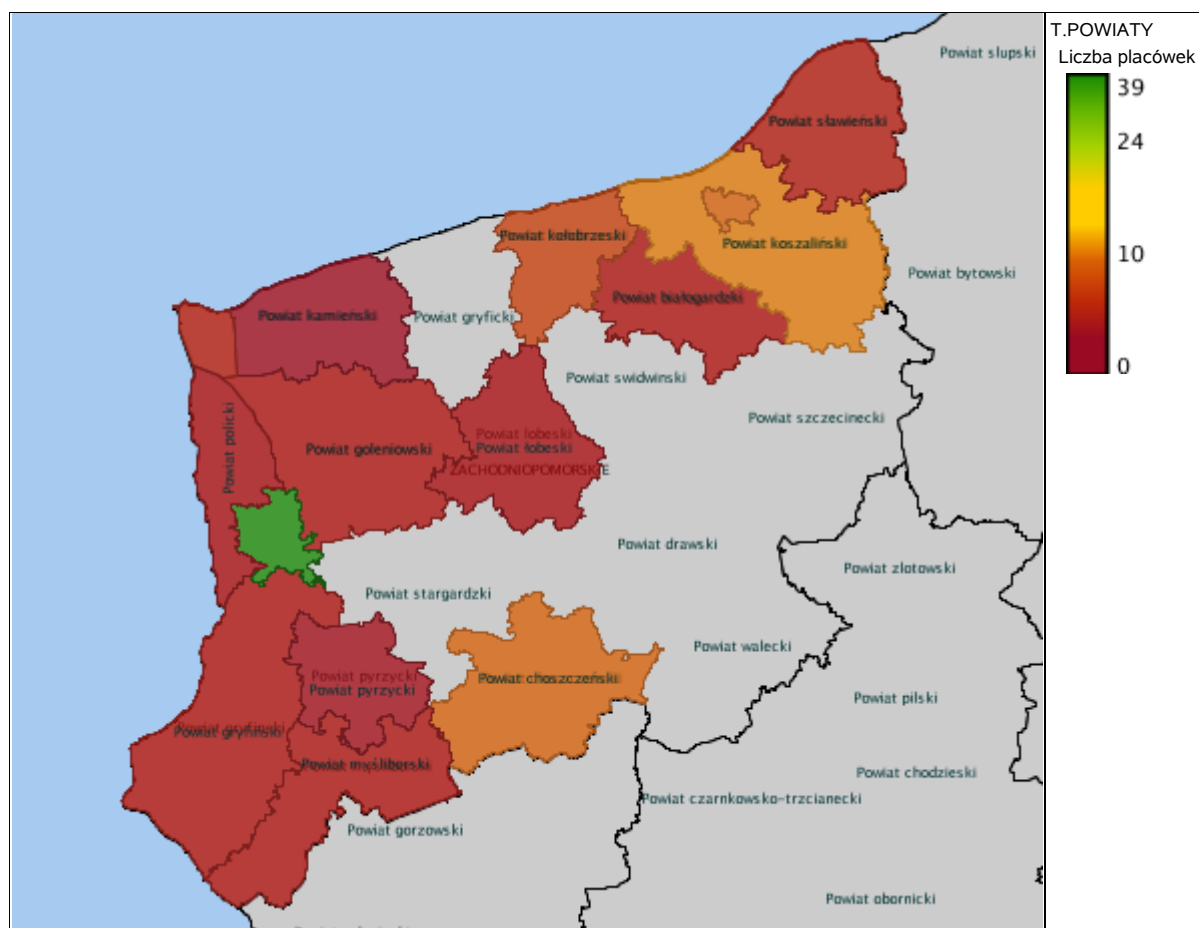 T.POWIATY
Liczba placówek
39
24
10
0
Powiat slupski
Powiat sławieński
Powiat kołobrzeski
Powiat koszaliński
Powiat bytowski
Powiat białogardzki
Powiat kamieński
Powiat gryficki
Powiat swidwinski
Powiat szczecinecki
Powiat policki
Powiat goleniowski
Powiat lobeski
Powiat łobeski
ZACHODNIOPOMORSKIE
Powiat drawski
Powiat zlotowski
Powiat stargardzki
Powiat walecki
Powiat pyrzycki
Powiat pyrzycki
Powiat choszczeński
Powiat pilski
Powiat gryfinski
Powiat gryfiński
Powiat myśliborski
Powiat chodzieski
Powiat czarnkowsko-trzcianecki
Powiat gorzowski
Powiat obornicki